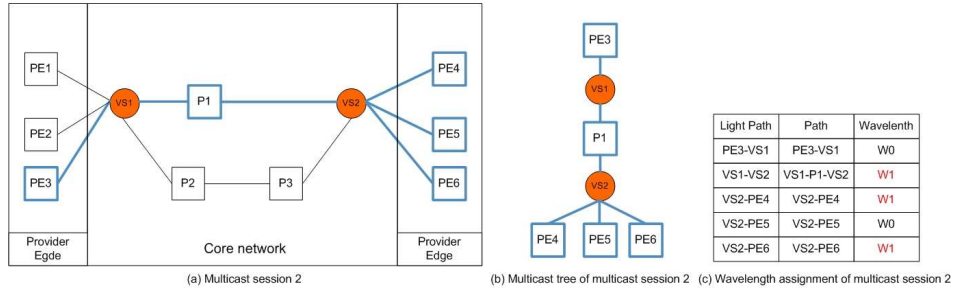 PE1
PE2
PE3
VS1
P1
VS2
P2
P3
PE4
PE5
PE6
Provider
Egde
Core network
Provider
Edge
(a) Multicast session 2
PE3
VS1
P1
VS2
PE4 PE5 PE6
(b) Multicast tree of multicast session 2
Light Path Path Wavelenth
PE3-VS1 PE3-VS1 W0
VS1-VS2 VS1-P1-VS2 W1
VS2-PE4 VS2-PE4 W1
VS2-PE5 VS2-PE5 W0
VS2-PE6 VS2-PE6 W1
(c) Wavelength assignment of multicast session 2